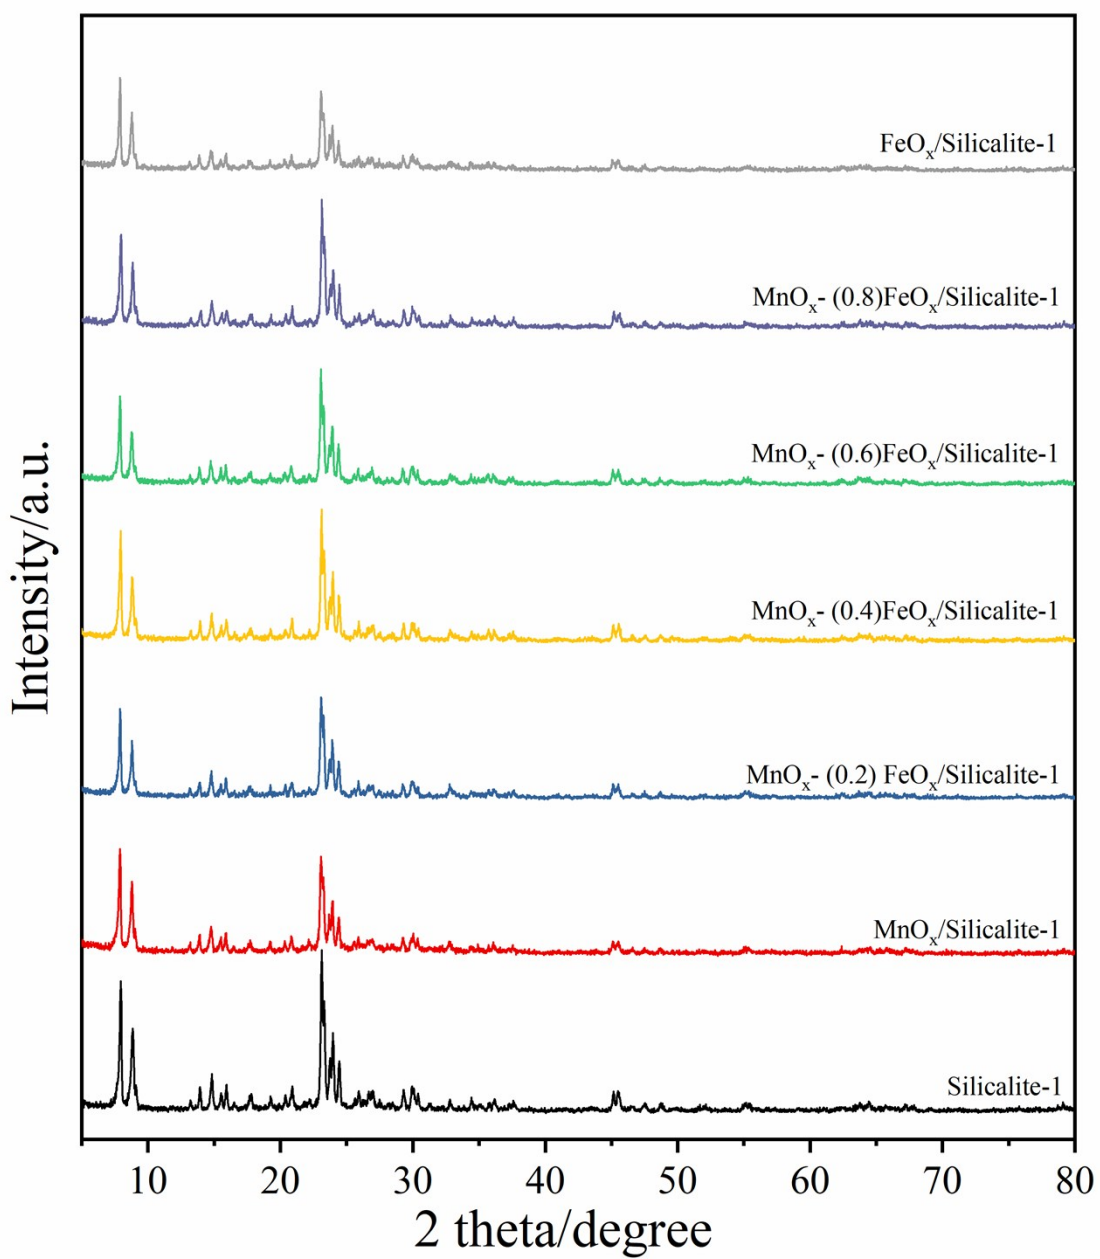 FeOₓ/Silicalite-1
MnOₓ- (0.8)FeOₓ/Silicalite-1
MnOₓ- (0.6)FeOₓ/Silicalite-1
MnOₓ- (0.4)FeOₓ/Silicalite-1
MnOₓ- (0.2) FeOₓ/Silicalite-1
MnOₓ/Silicalite-1
Silicalite-1
Intensity/a.u.
10 20 30 40 50 60 70 80
2 theta/degree